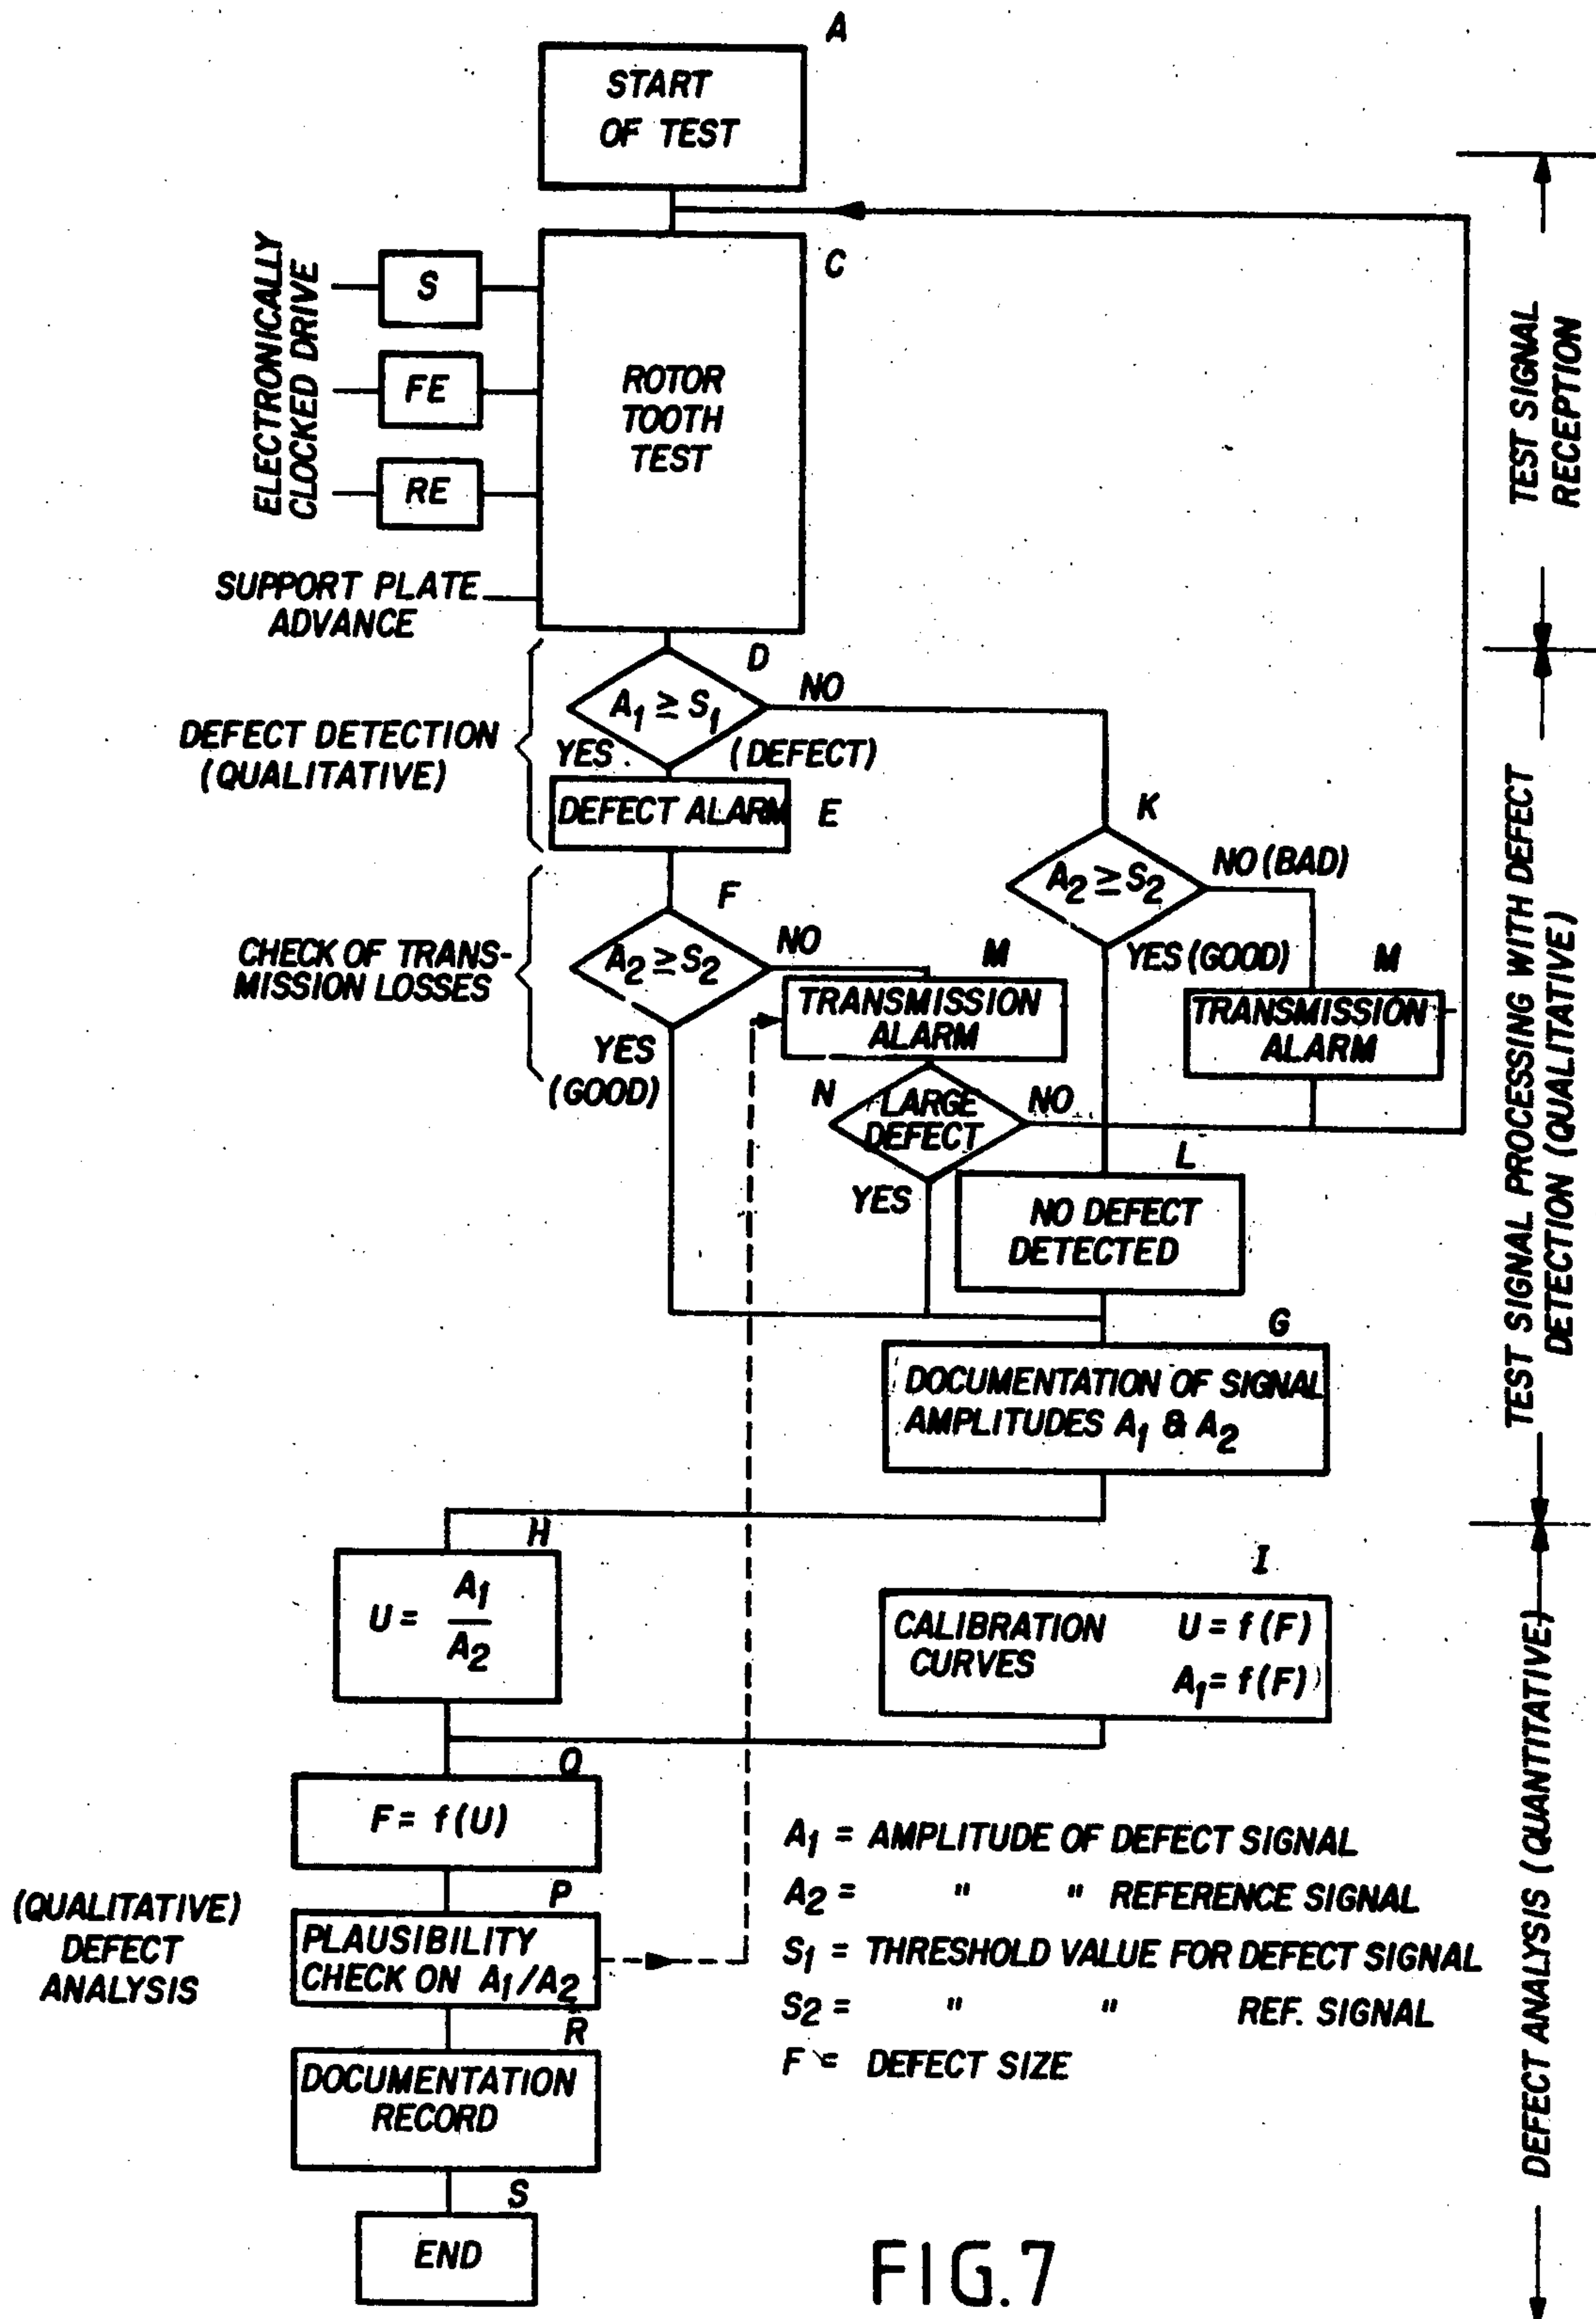 A
START
OF TEST
C
ELECTRONICALLY
CLOCKED DRIVE
S
FE
RE
ROTOR
TOOTH
TEST
SUPPORT PLATE
ADVANCE
TEST SIGNAL
RECEPTION
D
A₁ ≥ S₁
NO
YES
(DEFECT)
DEFECT DETECTION
(QUALITATIVE)
DEFECT ALARM
E
K
A₂ ≥ S₂
NO (BAD)
YES (GOOD)
F
A₂ ≥ S₂
NO
YES
(GOOD)
CHECK OF TRANS-
MISSION LOSSES
M
TRANSMISSION
ALARM
M
TRANSMISSION
ALARM
N
LARGE
DEFECT
NO
YES
L
NO DEFECT
DETECTED
G
DOCUMENTATION OF SIGNAL
AMPLITUDES A₁ & A₂
TEST SIGNAL PROCESSING WITH DEFECT
DETECTION (QUALITATIVE)
H
U = A₁
A₂
I
CALIBRATION U = f(F)
CURVES
A₁ = f(F)
Q
F = f(U)
(QUALITATIVE)
DEFECT
ANALYSIS
P
PLAUSIBILITY
CHECK ON A₁/A₂
R
DOCUMENTATION
RECORD
S
END
A₁ = AMPLITUDE OF DEFECT SIGNAL
A₂ = " " REFERENCE SIGNAL
S₁ = THRESHOLD VALUE FOR DEFECT SIGNAL
S₂ = " " REF. SIGNAL
F = DEFECT SIZE
DEFECT ANALYSIS (QUANTITATIVE)
FIG.7